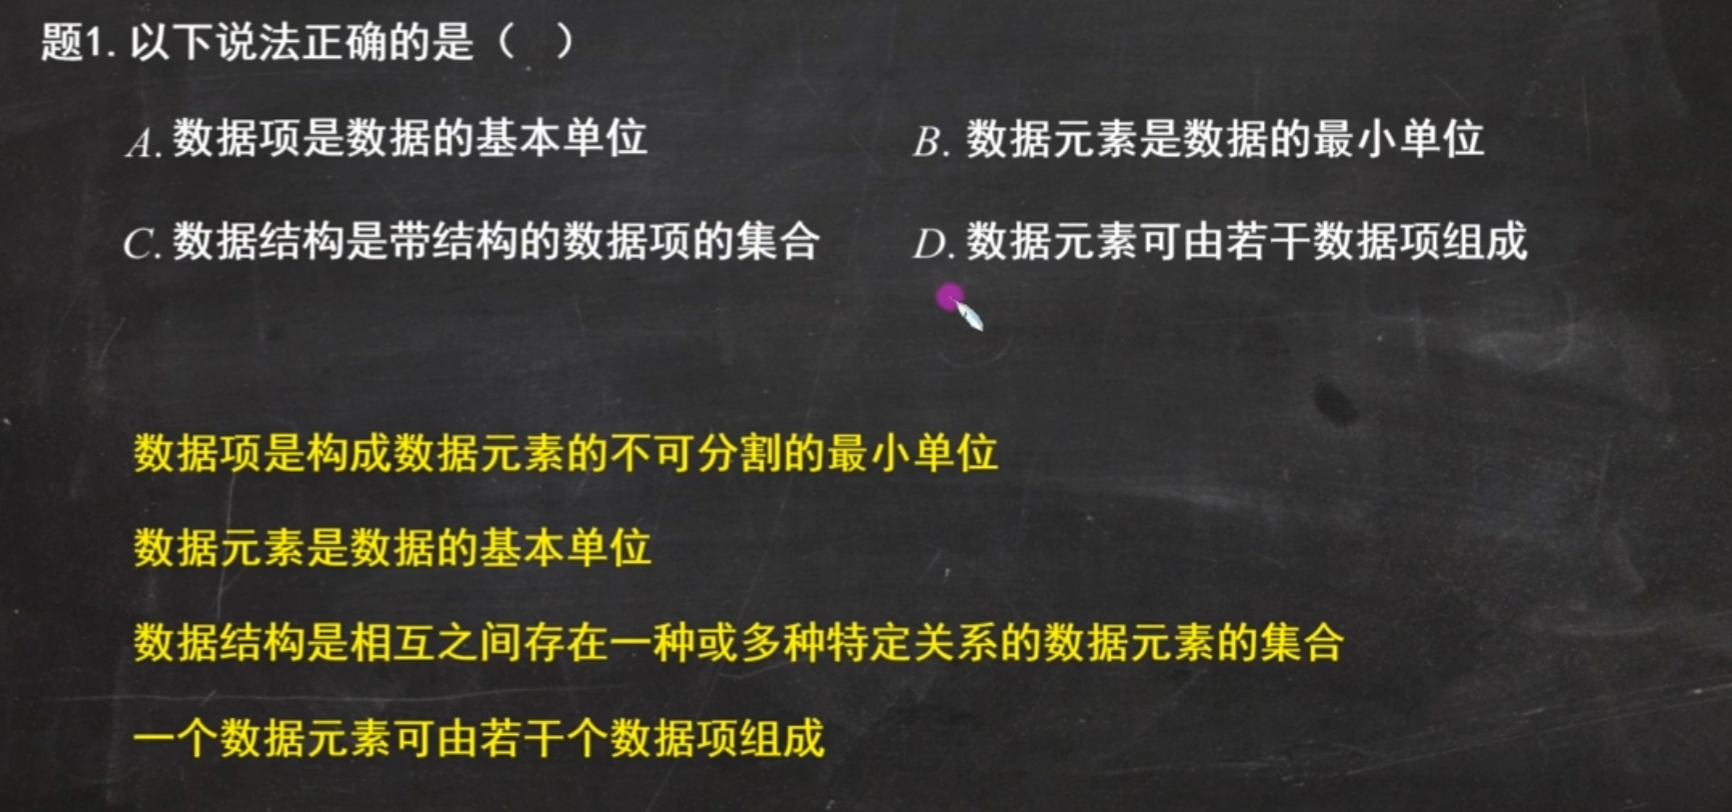 题1. 以下说法正确的是（ ）
A. 数据项是数据的基本单位
B. 数据元素是数据的最小单位
C. 数据结构是带结构的数据项的集合
D. 数据元素可由若干数据项组成
数据项是构成数据元素的不可分割的最小单位
数据元素是数据的基本单位
数据结构是相互之间存在一种或多种特定关系的数据元素的集合
一个数据元素可由若干个数据项组成